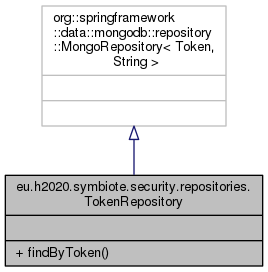 org::springframework
::data::mongodb::repository
::MongoRepository< Token,
String >
eu.h2020.symbiote.security.repositories.
TokenRepository
+ findByToken()